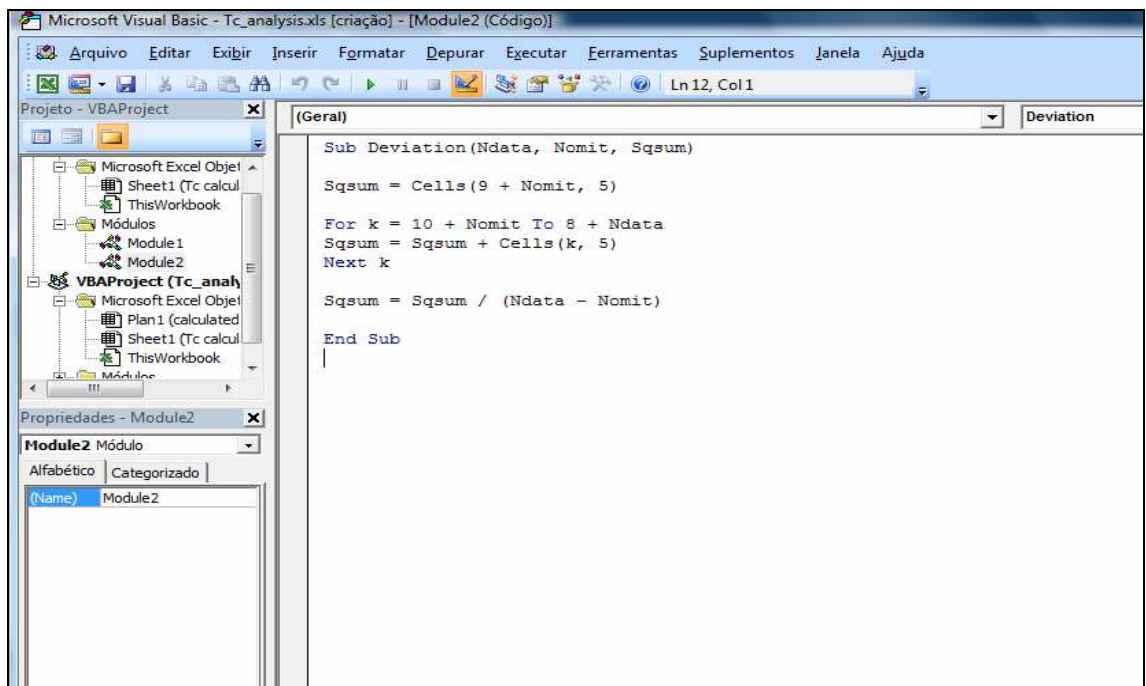 Microsoft Visual Basic - Tc_analysis.xls [criação] - [Module2 (Código)]
Arquivo Editar Exibir Inserir Formatar Depurar Executar Ferramentas Suplementos Janela Ajuda
Ln 12, Col 1
Projeto - VBAProject
Microsoft Excel Objet
Sheet1 (Tc calcul
ThisWorkbook
Módulos
Module1
Module2
VBAProject (Tc_analy
Microsoft Excel Objet
Plan1 (calculated
Sheet1 (Tc calcul
ThisWorkbook
Módulos
Propriedades - Module2
Module2 Módulo
Alfabético Categorizado
(Name) Module2
(Geral) Deviation
Sub Deviation(Ndata, Nomit, Sqsum)
Sqsum = Cells(9 + Nomit, 5)
For k = 10 + Nomit To 8 + Ndata
Sqsum = Sqsum + Cells(k, 5)
Next k
Sqsum = Sqsum / (Ndata - Nomit)
End Sub